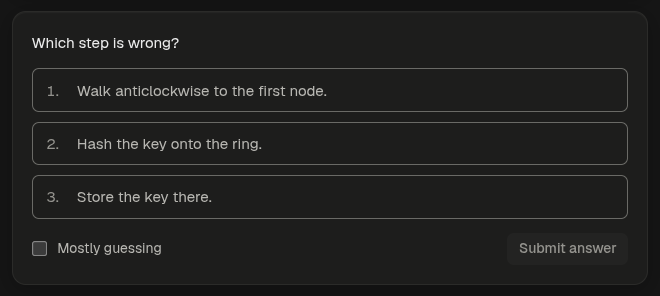 Which step is wrong?
1. Walk anticlockwise to the first node.
2. Hash the key onto the ring.
3. Store the key there.
Mostly guessing
Submit answer